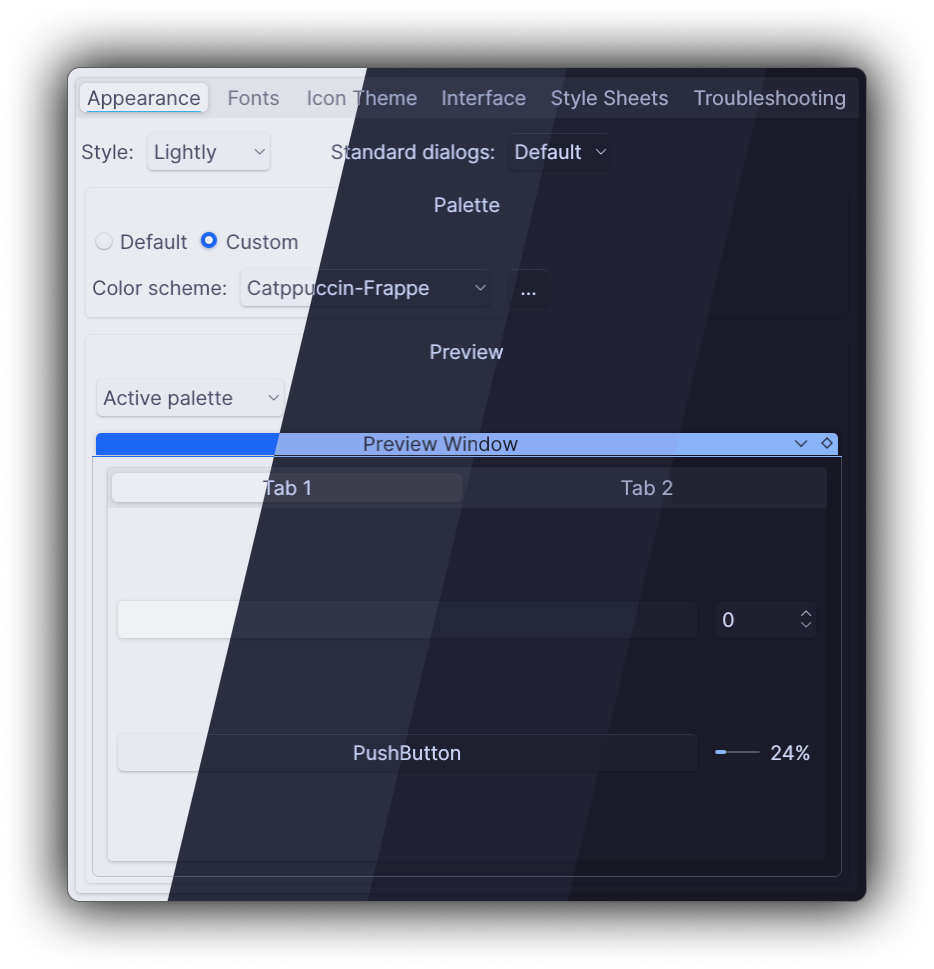 Appearance Fonts Icon Theme Interface Style Sheets Troubleshooting
Style: Lightly Standard dialogs: Default
Palette
Default Custom
Color scheme: Catppuccin-Frappe ...
Preview
Active palette
Preview Window
Tab 1 Tab 2
0
PushButton 24%